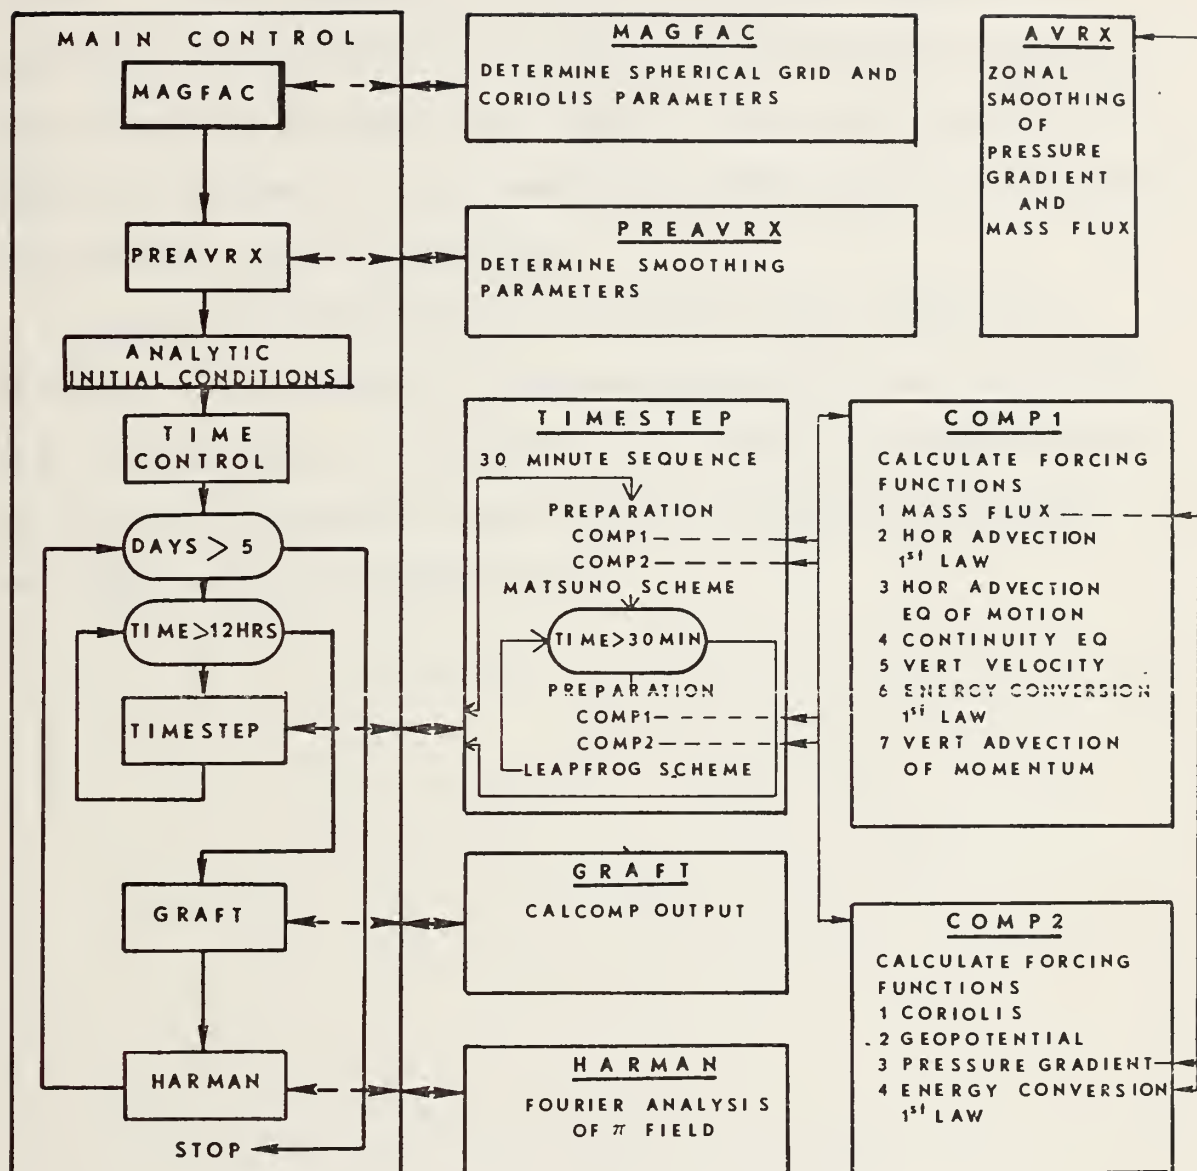 MAIN CONTROL
MAGFAC
PREAVRX
ANALYTIC
INITIAL CONDITIONS
TIME
CONTROL
DAYS > 5
TIME>12HRS
TIMESTEP
GRAFT
HARMAN
STOP
MAGFAC
DETERMINE SPHERICAL GRID AND
CORIOLIS PARAMETERS
PREAVRX
DETERMINE SMOOTHING
PARAMETERS
TIMESTEP
30 MINUTE SEQUENCE
PREPARATION
COMP1
COMP2
MATSUNO SCHEME
TIME>30MIN
PREPARATION
COMP1
COMP2
LEAPFROG SCHEME
GRAFT
CALCOMP OUTPUT
HARMAN
FOURIER ANALYSIS
OF π FIELD
AVRX
ZONAL
SMOOTHING
OF
PRESSURE
GRADIENT
AND
MASS FLUX
COMP1
CALCULATE FORCING
FUNCTIONS
1 MASS FLUX
2 HOR ADVECTION
1st LAW
3 HOR ADVECTION
EQ OF MOTION
4 CONTINUITY EQ
5 VERT VELOCITY
6 ENERGY CONVERSION
1st LAW
7 VERT ADVECTION
OF MOMENTUM
COMP2
CALCULATE FORCING
FUNCTIONS
1 CORIOLIS
2 GEOPOTENTIAL
3 PRESSURE GRADIENT
4 ENERGY CONVERSION
1st LAW